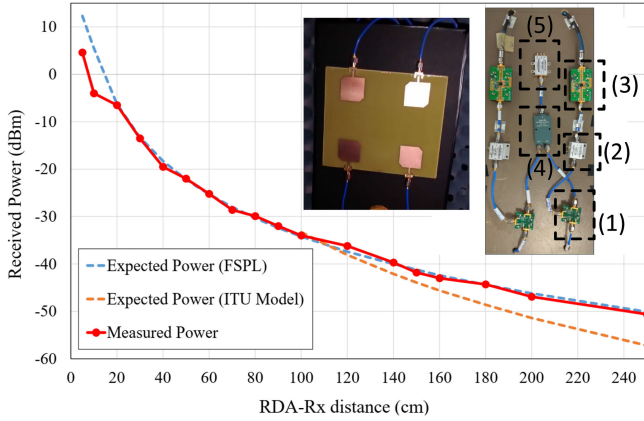 10
0
-10
-20
-30
-40
-50
-60
Received Power (dBm)
0 20 40 60 80 100 120 140 160 180 200 220 240
RDA-Rx distance (cm)
Expected Power (FSPL)
Expected Power (ITU Model)
Measured Power
(5)
(3)
(2)
(4)
(1)